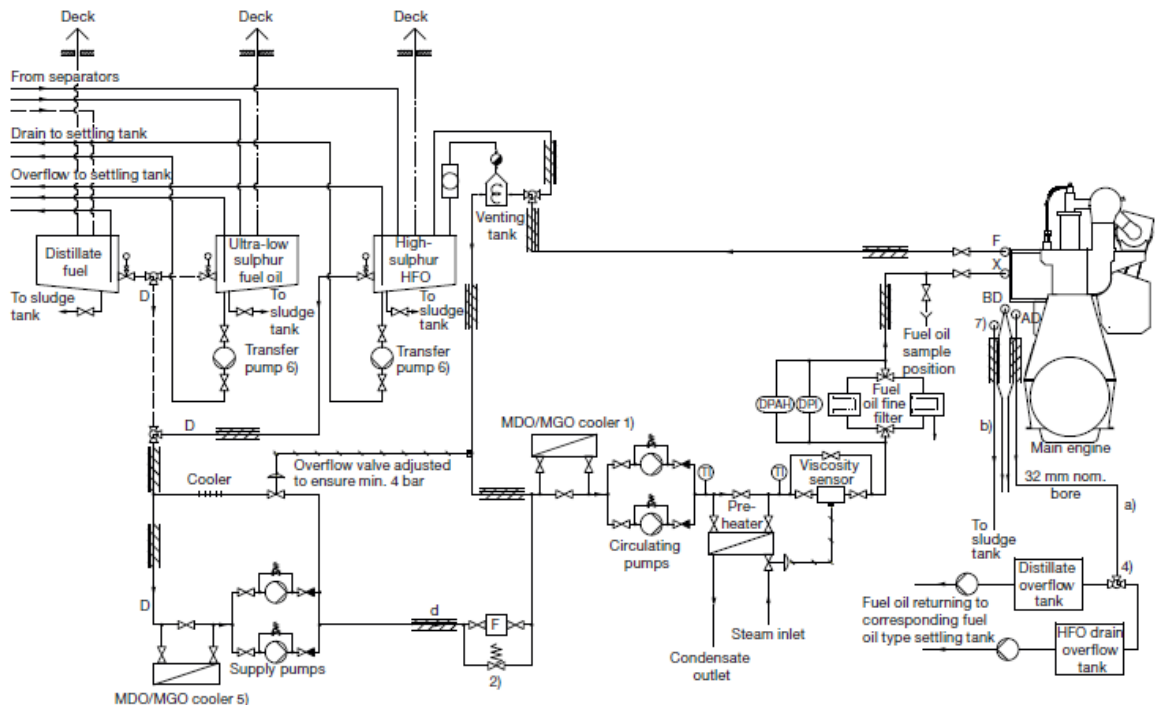 Deck
Deck
Deck
From separators
Drain to settling tank
Overflow to settling tank
Distillate
fuel
Ultra-low
sulphur
fuel oil
High-
sulphur
HFO
Venting
tank
F
X
BD
AD
7)
D
To sludge
tank
To
sludge
tank
To
sludge
tank
Transfer
pump 6)
Transfer
pump 6)
Fuel oil
sample
position
DPAH
DPI
Fuel
oil fine
filter
b)
Main engine
D
MDO/MGO cooler 1)
Overflow valve adjusted
to ensure min. 4 bar
Cooler
TI
TI
Viscosity
sensor
Pre-
heater
Circulating
pumps
32 mm nom.
bore
a)
To
sludge
tank
4)
Distillate
overflow
tank
Fuel oil returning to
corresponding fuel
oil type settling tank
HFO drain
overflow
tank
D
d
F
2)
Supply pumps
Steam inlet
Condensate
outlet
MDO/MGO cooler 5)